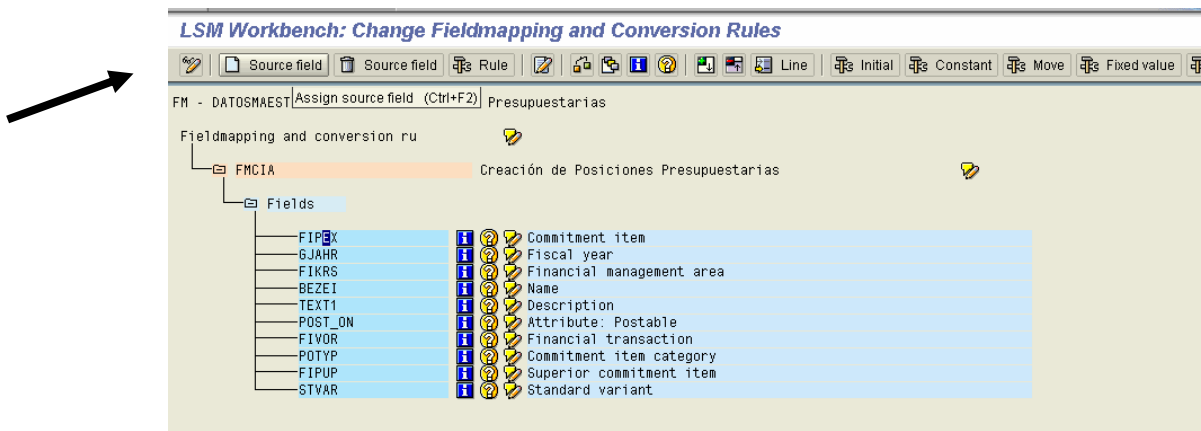 LSM Workbench: Change Fieldmapping and Conversion Rules
Source field Source field Rule Line Initial Constant Move Fixed value
FM - DATOSMAEST Assign source field (Ctrl+F2) Presupuestarias
Fieldmapping and conversion ru
FMCIA Creación de Posiciones Presupuestarias
Fields
FIPEX Commitment item
GJAHR Fiscal year
FIKRS Financial management area
BEZEI Name
TEXT1 Description
POST_ON Attribute: Postable
FIVOR Financial transaction
POTYP Commitment item category
FIPUP Superior commitment item
STVAR Standard variant